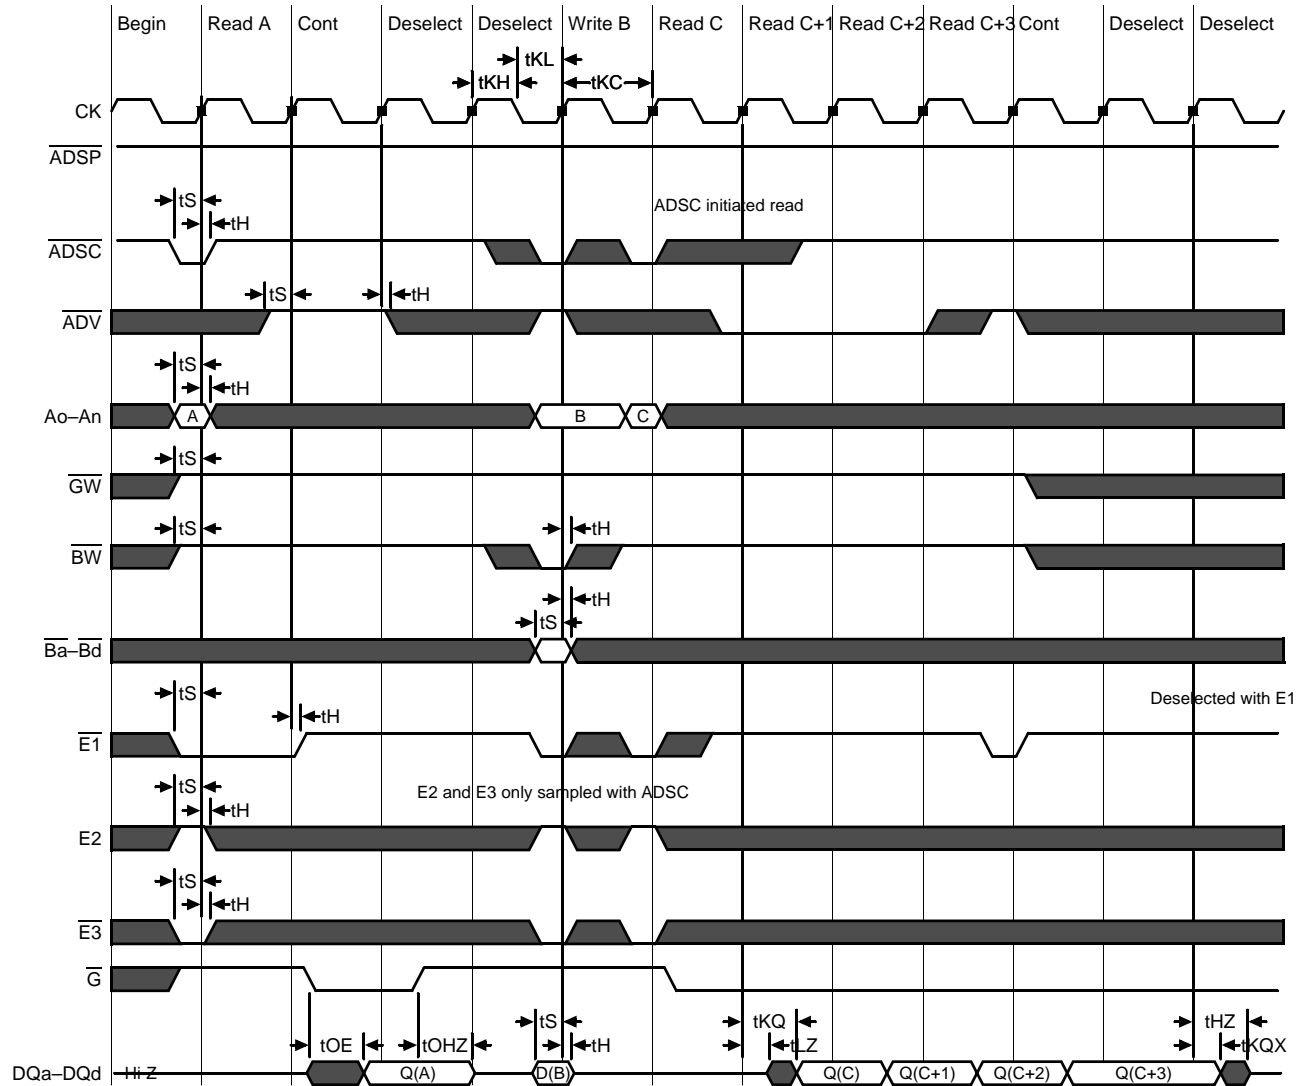 Begin Read A Cont Deselect Deselect Write B Read C Read C+1 Read C+2 Read C+3 Cont Deselect Deselect
tKL
tKH tKC
CK
ADSP
tS
ADSC initiated read
tH
ADSC
tS tH
ADV
tS
tH
Ao–An A B C
tS
GW
tS tH
BW
tH
tS
Ba–Bd
tS
Deselected with E1
tH
E1
tS
E2 and E3 only sampled with ADSC
tH
E2
tS
tH
E3
G
tS tKQ tHZ
tOE tOHZ tH tLZ tKQX
DQa–DQd Hi-Z Q(A) D(B) Q(C) Q(C+1) Q(C+2) Q(C+3)